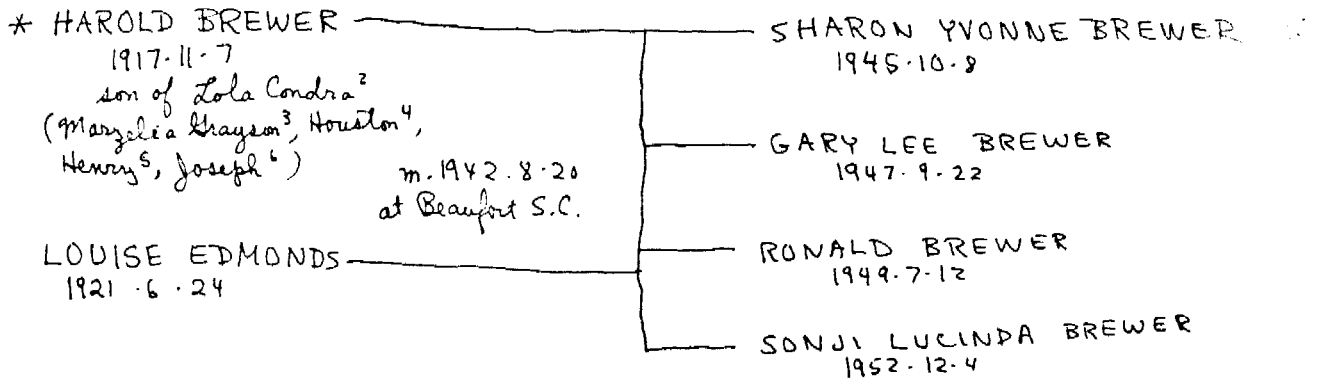 * HAROLD BREWER
1917·11·7
son of Lola Condra²
(Marzelia Grayson³, Houston⁴,
Henry⁵, Joseph⁶)
m. 1942·8·20
at Beaufort S.C.
LOUISE EDMONDS
1921·6·24
SHARON YVONNE BREWER
1945·10·8
GARY LEE BREWER
1947·9·22
RONALD BREWER
1949·7·12
SONJI LUCINDA BREWER
1952·12·4